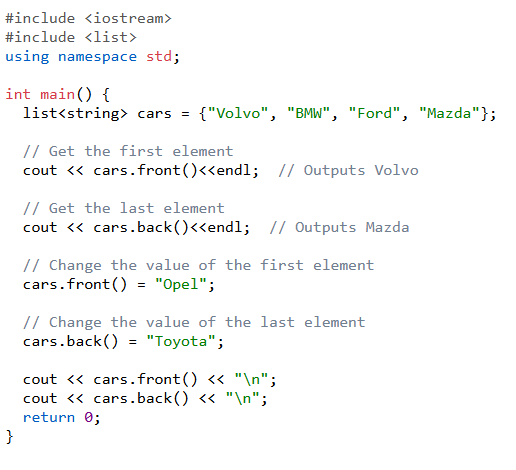 #include <iostream>
#include <list>
using namespace std;

int main() {
  list<string> cars = {"Volvo", "BMW", "Ford", "Mazda"};

  // Get the first element
  cout << cars.front()<<endl;  // Outputs Volvo

  // Get the last element
  cout << cars.back()<<endl;  // Outputs Mazda

  // Change the value of the first element
  cars.front() = "Opel";

  // Change the value of the last element
  cars.back() = "Toyota";

  cout << cars.front() << "\n";
  cout << cars.back() << "\n";
  return 0;
}